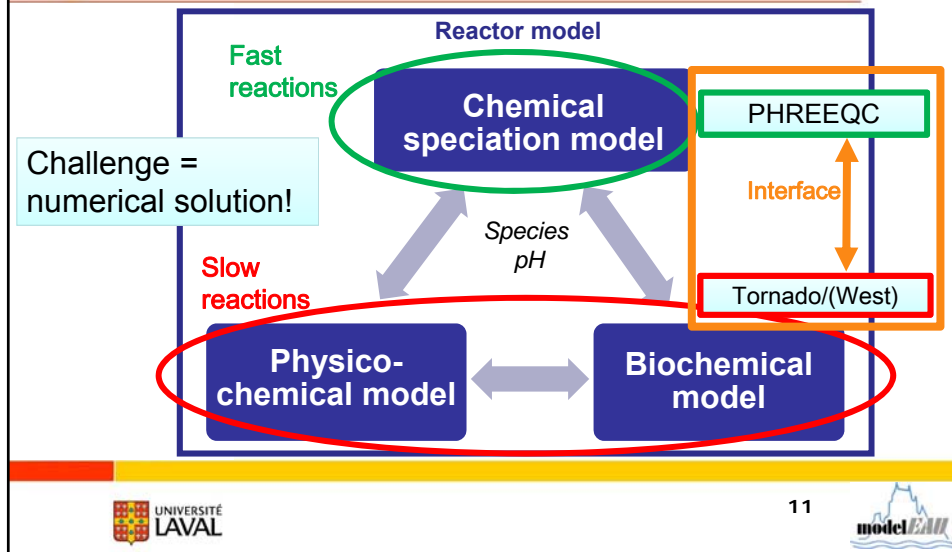 Reactor model
Fast
reactions
Chemical
speciation model
PHREEQC
Challenge =
numerical solution!
Interface
Species
pH
Slow
reactions
Tornado/(West)
Physico-
chemical model
Biochemical
model
UNIVERSITÉ
LAVAL
11
modelEAU